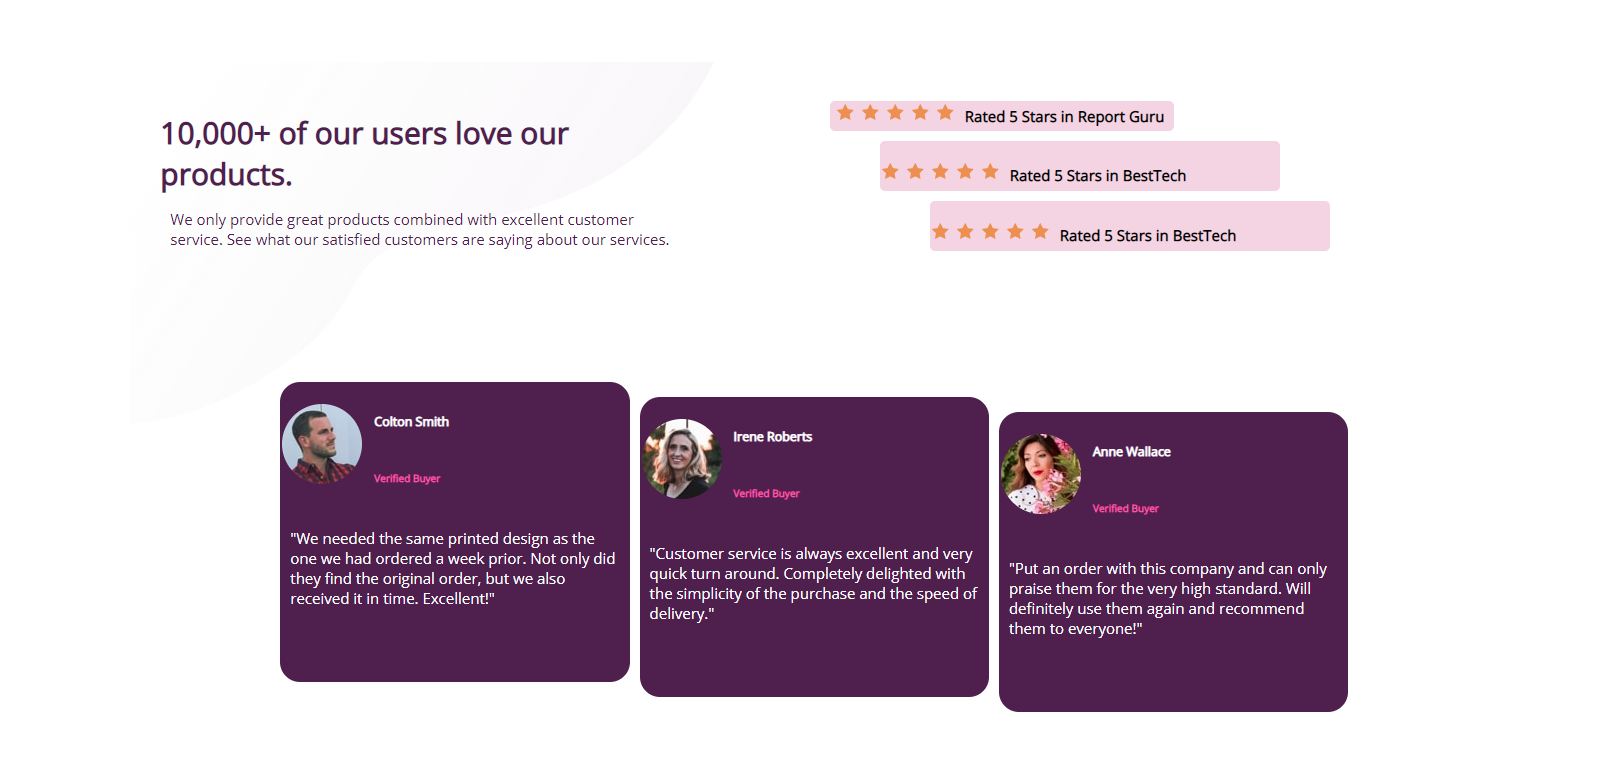 10,000+ of our users love our
products.
We only provide great products combined with excellent customer
service. See what our satisfied customers are saying about our services.
Rated 5 Stars in Report Guru
Rated 5 Stars in BestTech
Rated 5 Stars in BestTech
Colton Smith
Verified Buyer
"We needed the same printed design as the
one we had ordered a week prior. Not only did
they find the original order, but we also
received it in time. Excellent!"
Irene Roberts
Verified Buyer
"Customer service is always excellent and very
quick turn around. Completely delighted with
the simplicity of the purchase and the speed of
delivery."
Anne Wallace
Verified Buyer
"Put an order with this company and can only
praise them for the very high standard. Will
definitely use them again and recommend
them to everyone!"